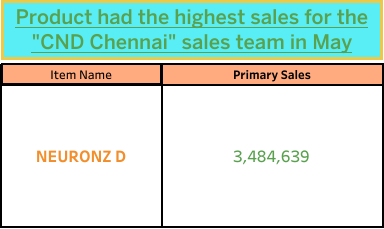 Product had the highest sales for the
"CND Chennai" sales team in May
Item Name Primary Sales
NEURONZ D 3,484,639